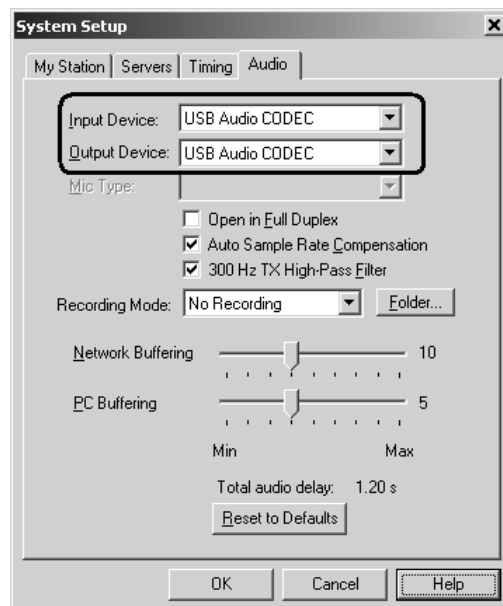 System Setup
My Station Servers Timing Audio
Input Device: USB Audio CODEC
Output Device: USB Audio CODEC
Mic Type:
Open in Full Duplex
Auto Sample Rate Compensation
300 Hz TX High-Pass Filter
Recording Mode: No Recording Folder...
Network Buffering 10
PC Buffering 5
Min Max
Total audio delay: 1.20 s
Reset to Defaults
OK Cancel Help